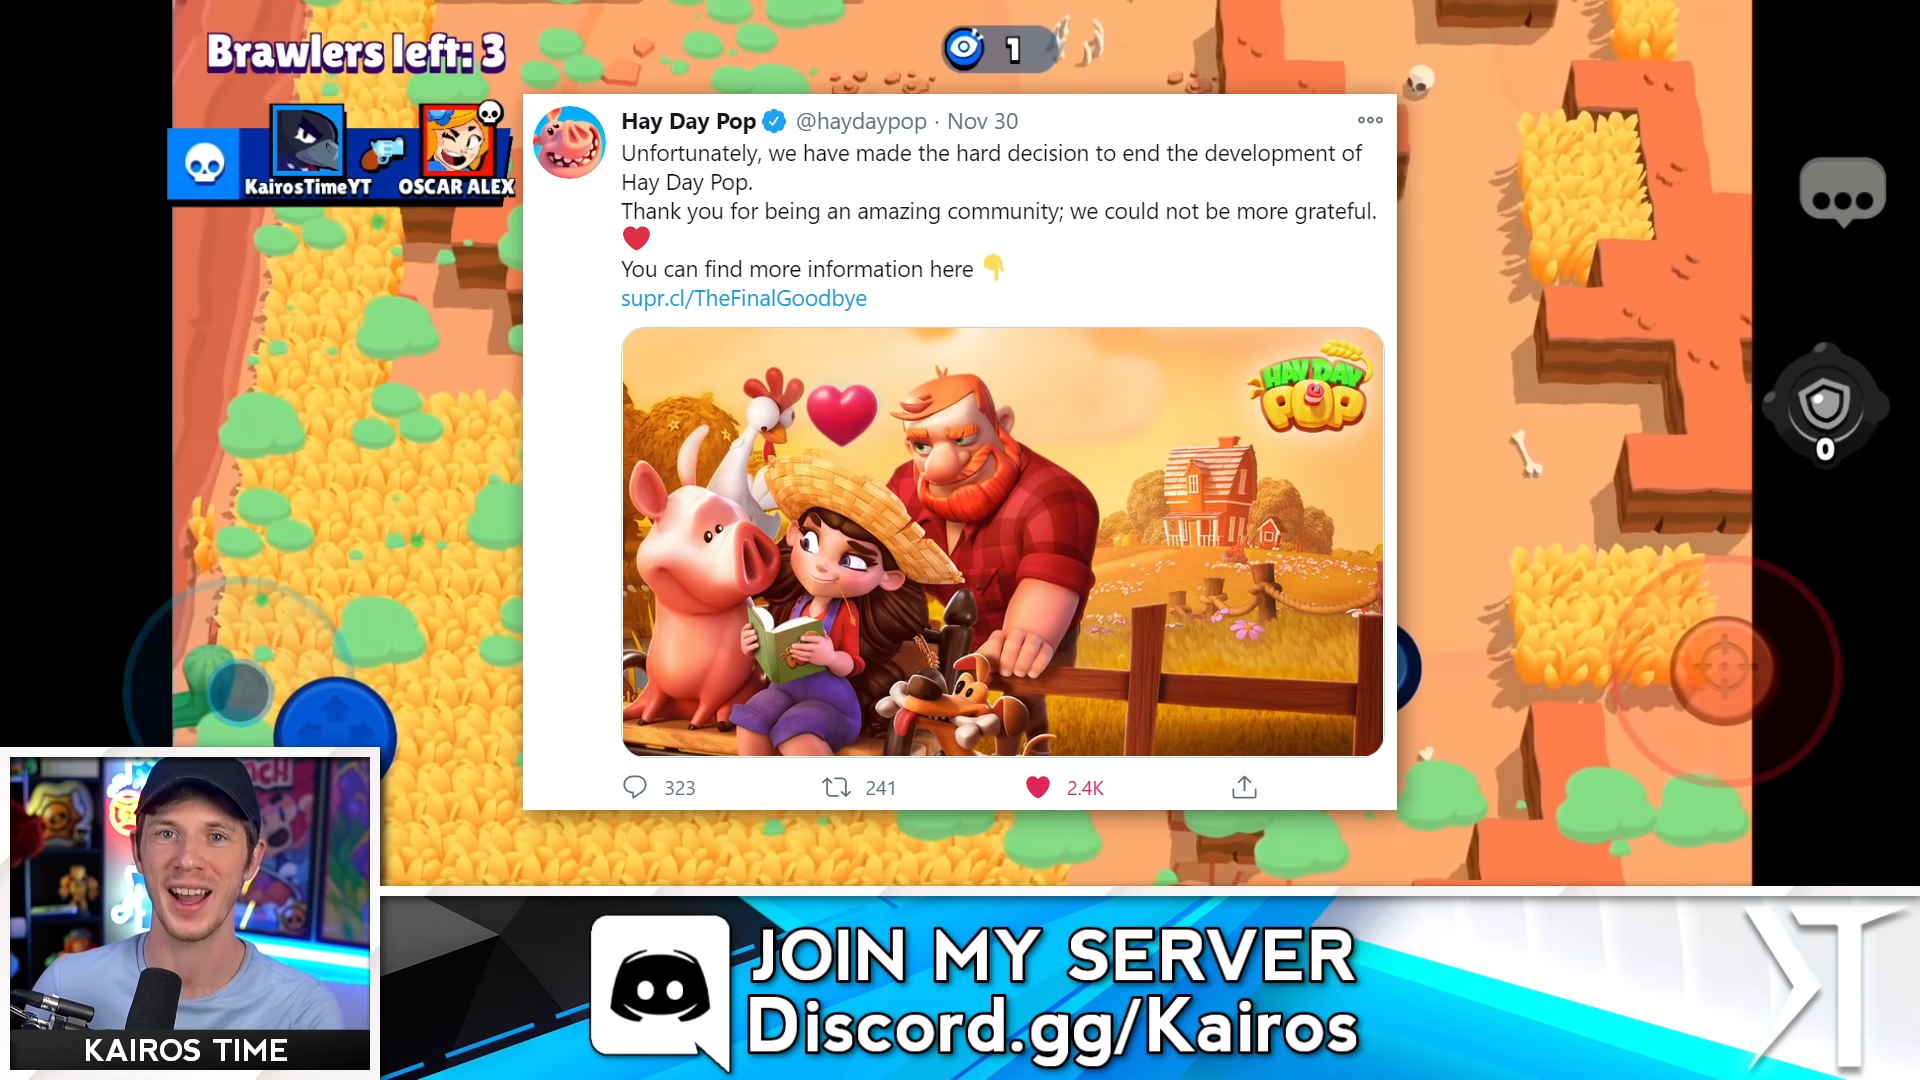 Brawlers left: 3
1
KairosTimeYT
OSCAR ALEX
Hay Day Pop @haydaypop · Nov 30
Unfortunately, we have made the hard decision to end the development of
Hay Day Pop.
Thank you for being an amazing community; we could not be more grateful.
You can find more information here
supr.cl/TheFinalGoodbye
HAY DAY
POP
323
241
2.4K
0
KAIROS TIME
JOIN MY SERVER
Discord.gg/Kairos
KT